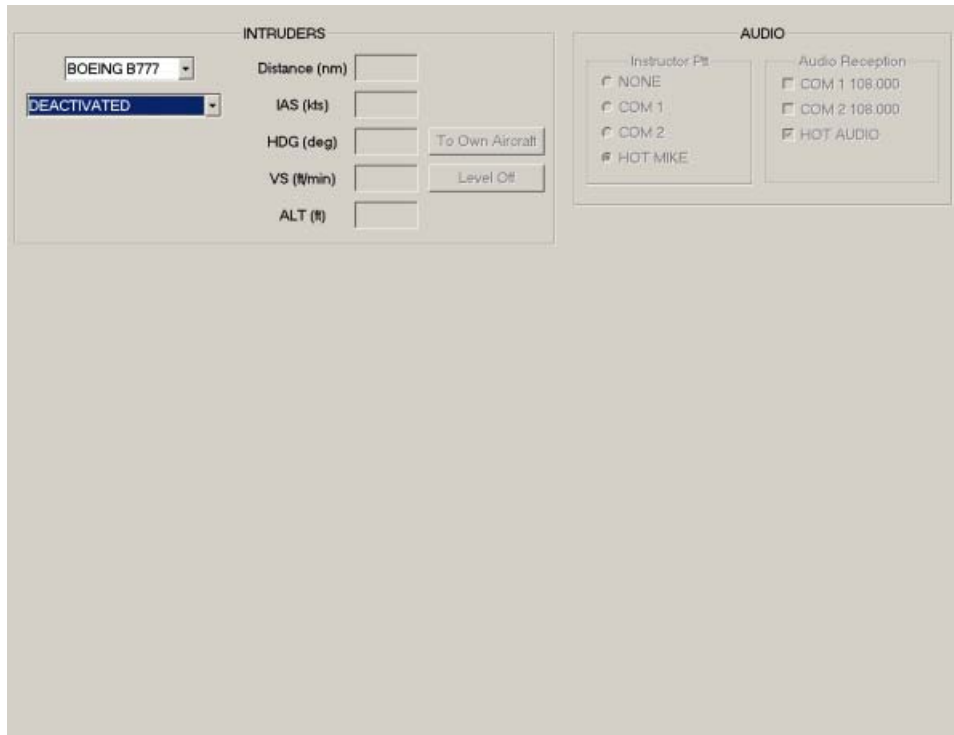 INTRUDERS
BOEING B777
DEACTIVATED
Distance (nm)
IAS (kts)
HDG (deg)
To Own Aircraft
VS (ft/min)
Level Off
ALT (ft)
AUDIO
Instructor Ptt
NONE
COM 1
COM 2
HOT MIKE
Audio Reception
COM 1 108.000
COM 2 108.000
HOT AUDIO